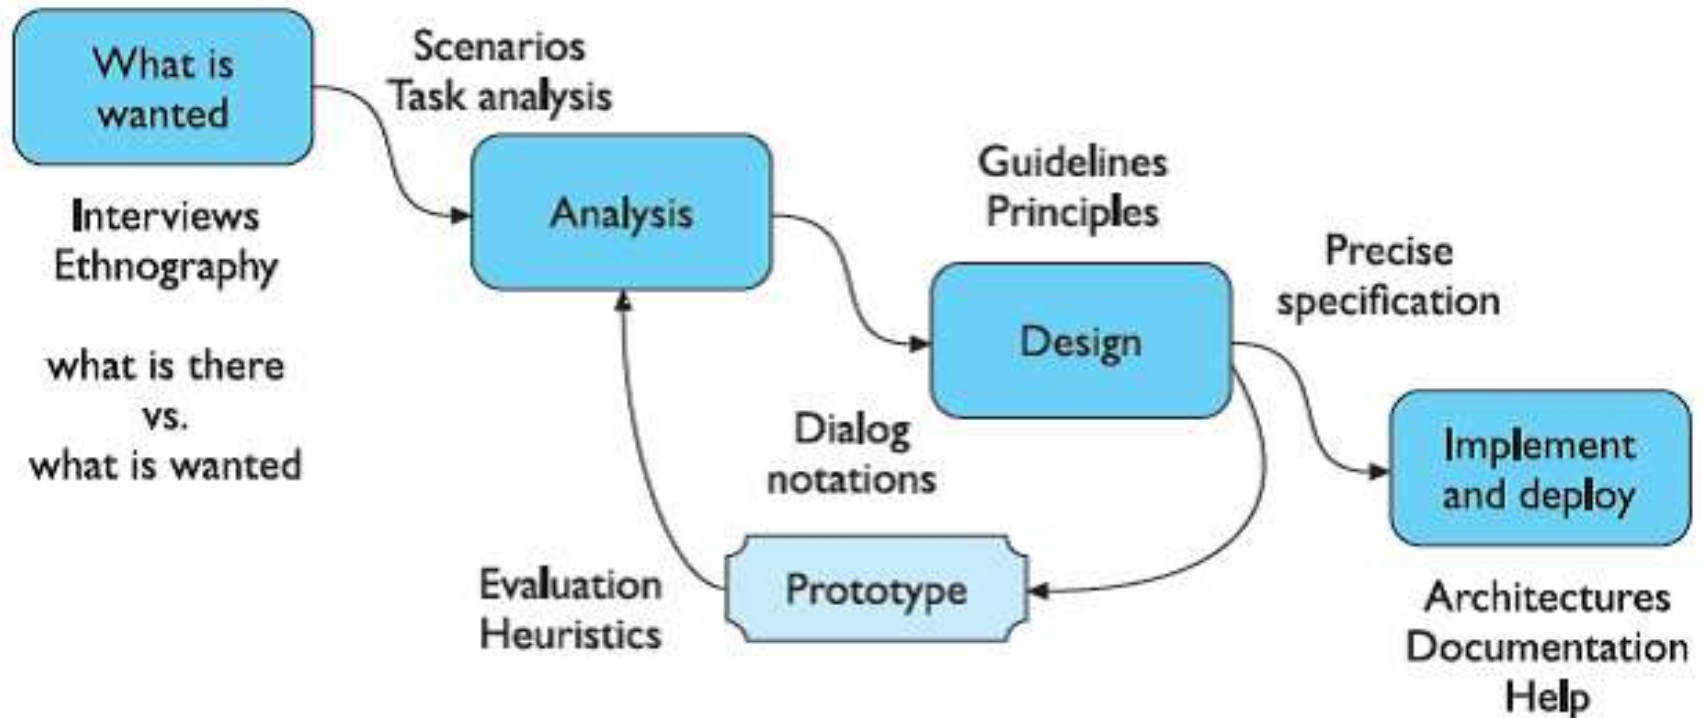 What is
wanted
Interviews
Ethnography
what is there
vs.
what is wanted
Scenarios
Task analysis
Analysis
Guidelines
Principles
Design
Precise
specification
Dialog
notations
Prototype
Evaluation
Heuristics
Implement
and deploy
Architectures
Documentation
Help